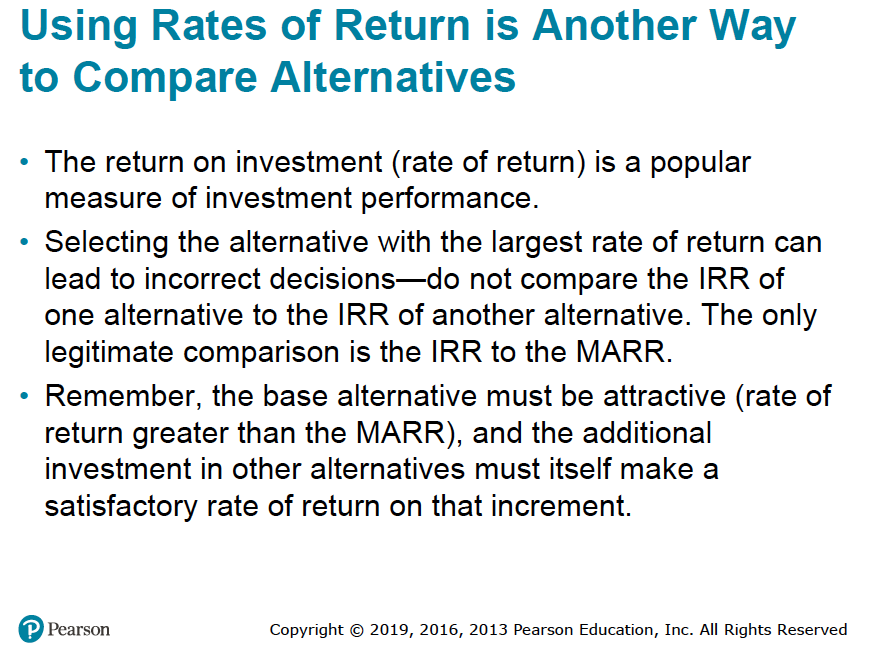 Using Rates of Return is Another Way
to Compare Alternatives
• The return on investment (rate of return) is a popular
measure of investment performance.
• Selecting the alternative with the largest rate of return can
lead to incorrect decisions—do not compare the IRR of
one alternative to the IRR of another alternative. The only
legitimate comparison is the IRR to the MARR.
• Remember, the base alternative must be attractive (rate of
return greater than the MARR), and the additional
investment in other alternatives must itself make a
satisfactory rate of return on that increment.
P Pearson
Copyright © 2019, 2016, 2013 Pearson Education, Inc. All Rights Reserved